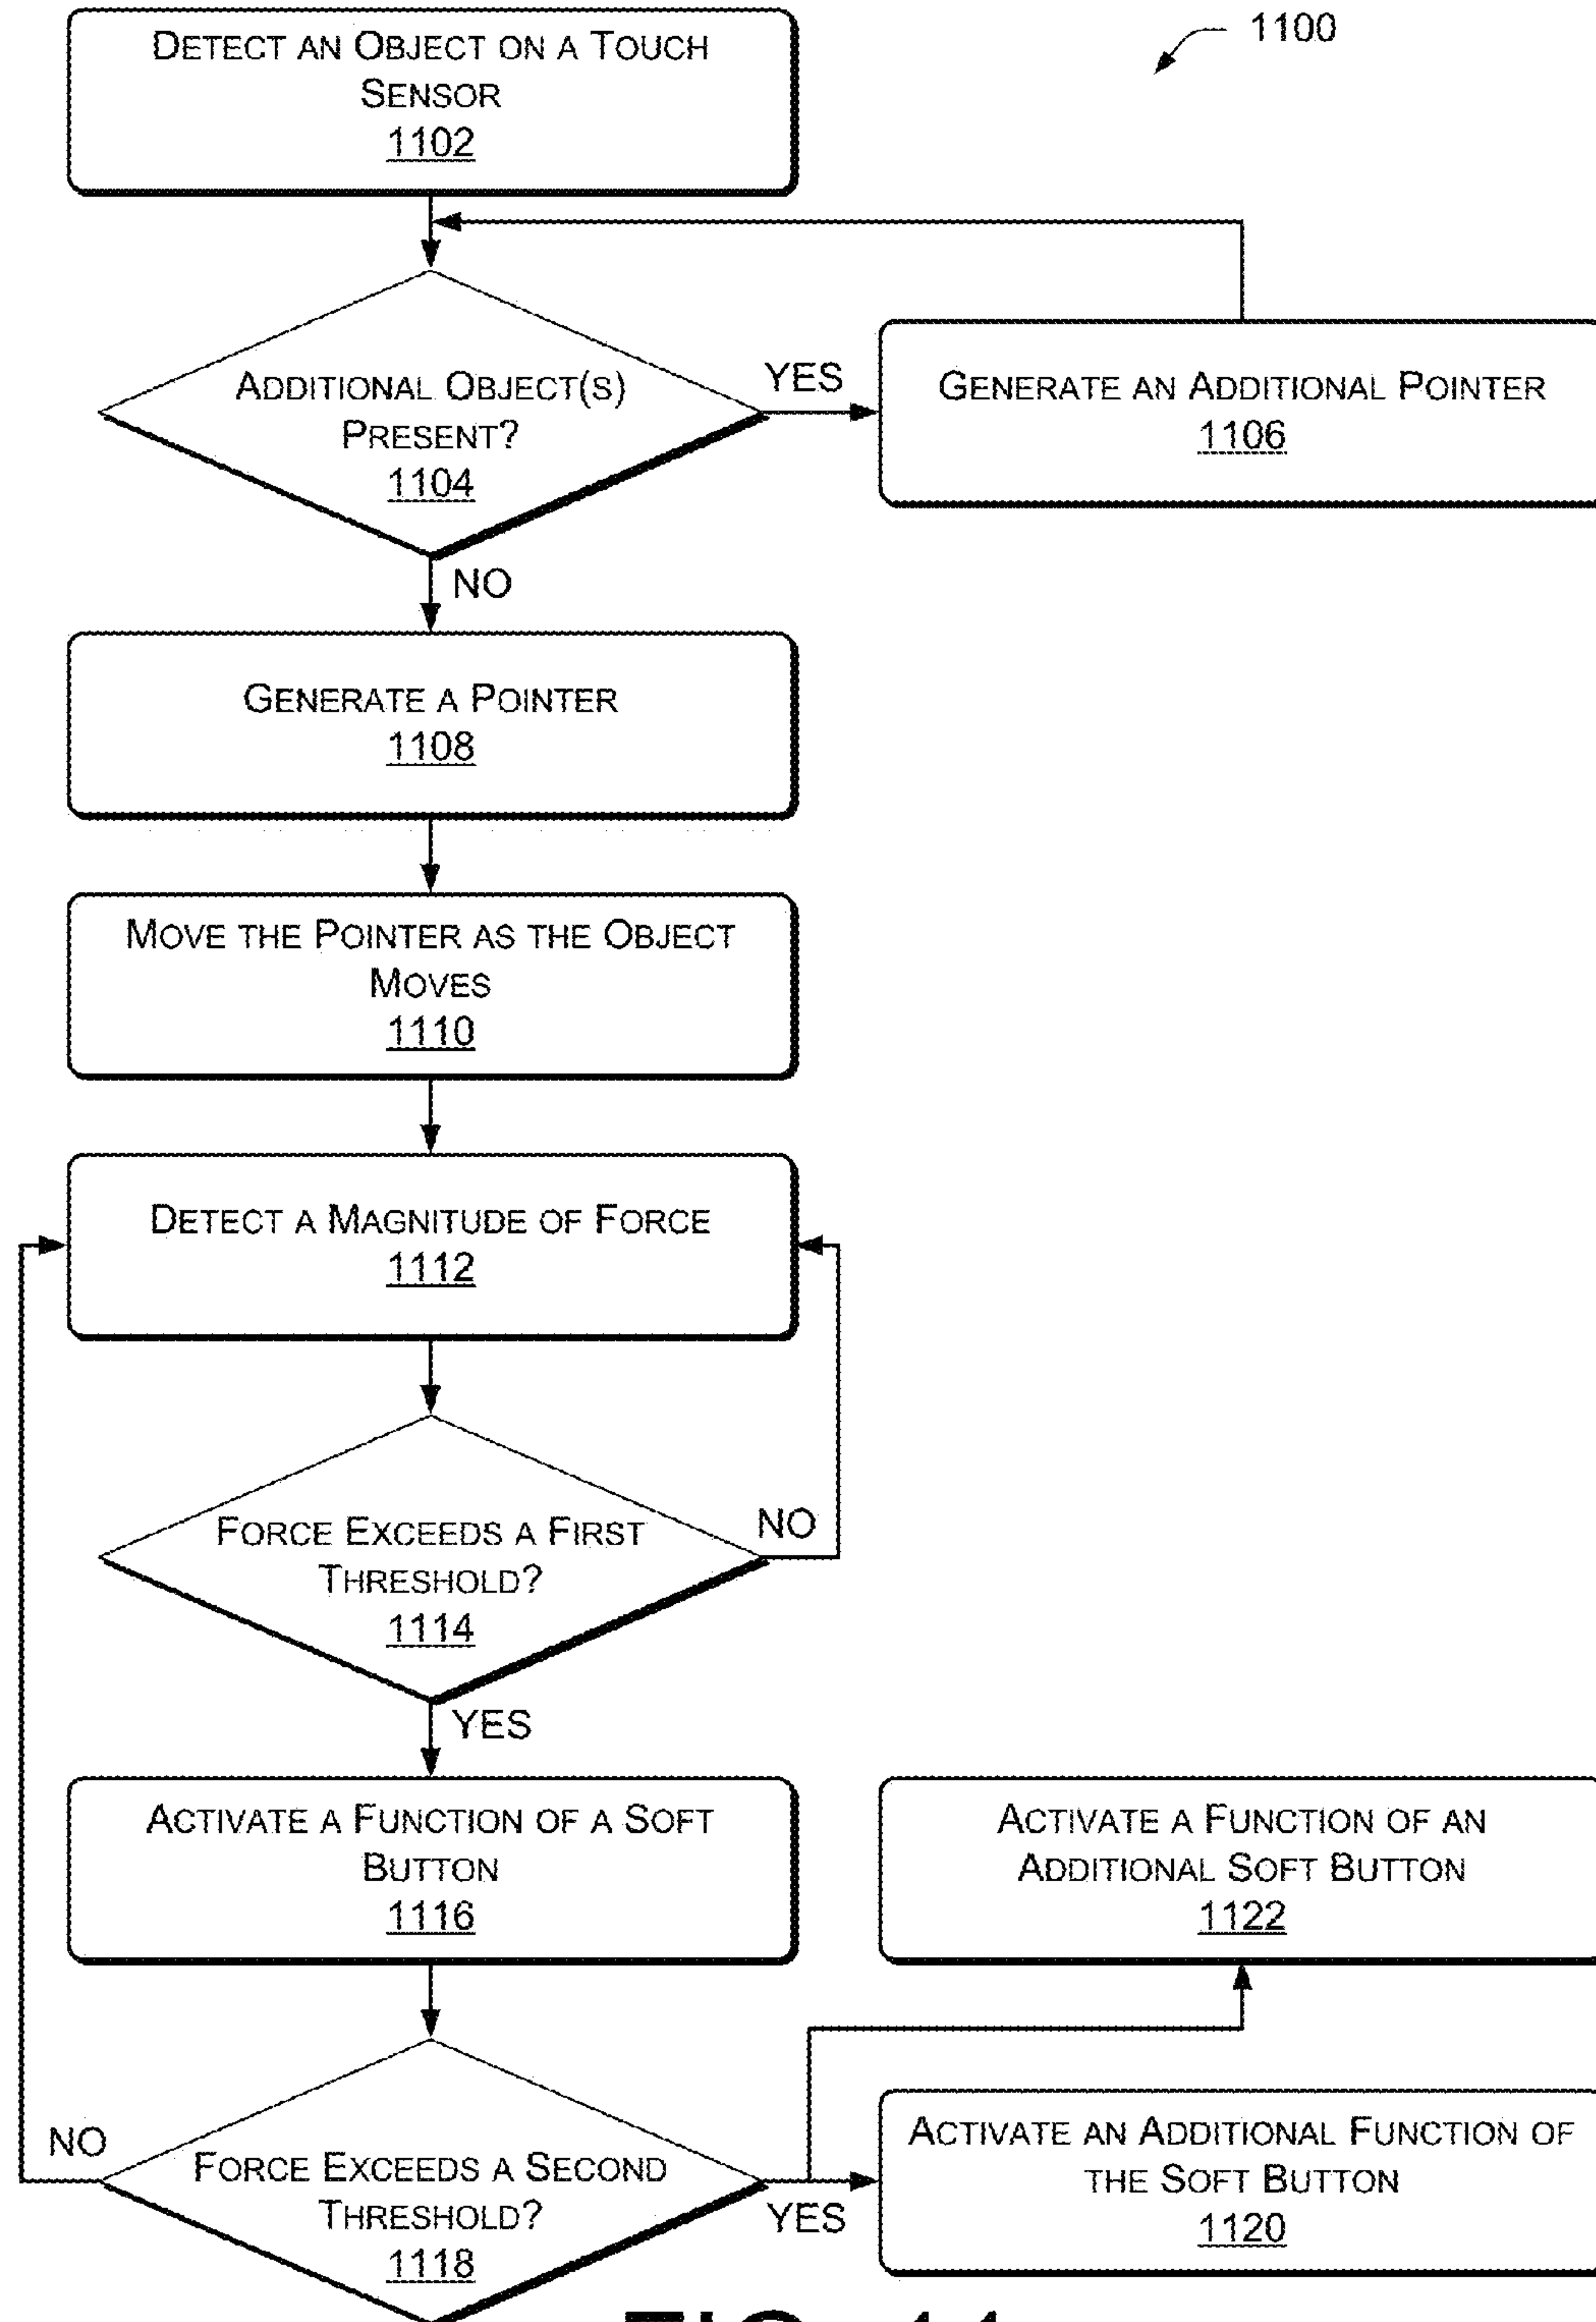 1100
DETECT AN OBJECT ON A TOUCH
SENSOR
1102
ADDITIONAL OBJECT(S)
PRESENT?
1104
YES
GENERATE AN ADDITIONAL POINTER
1106
NO
GENERATE A POINTER
1108
MOVE THE POINTER AS THE OBJECT
MOVES
1110
DETECT A MAGNITUDE OF FORCE
1112
FORCE EXCEEDS A FIRST
THRESHOLD?
1114
NO
YES
ACTIVATE A FUNCTION OF A SOFT
BUTTON
1116
ACTIVATE A FUNCTION OF AN
ADDITIONAL SOFT BUTTON
1122
NO
FORCE EXCEEDS A SECOND
THRESHOLD?
1118
YES
ACTIVATE AN ADDITIONAL FUNCTION OF
THE SOFT BUTTON
1120